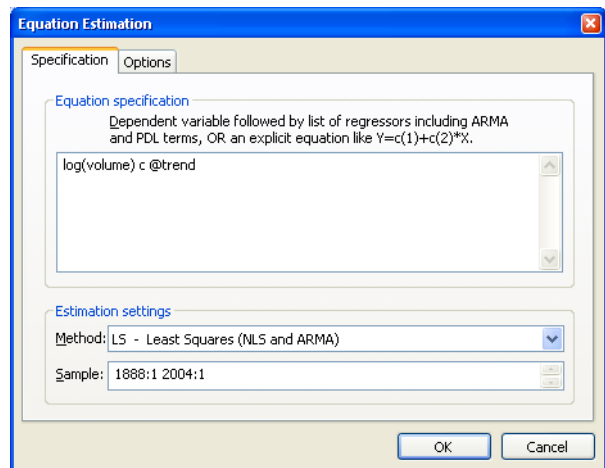 Equation Estimation
Specification
Options
Equation specification
Dependent variable followed by list of regressors including ARMA
and PDL terms, OR an explicit equation like Y=c(1)+c(2)*X.
log(volume) c @trend
Estimation settings
Method: LS - Least Squares (NLS and ARMA)
Sample: 1888:1 2004:1
OK Cancel